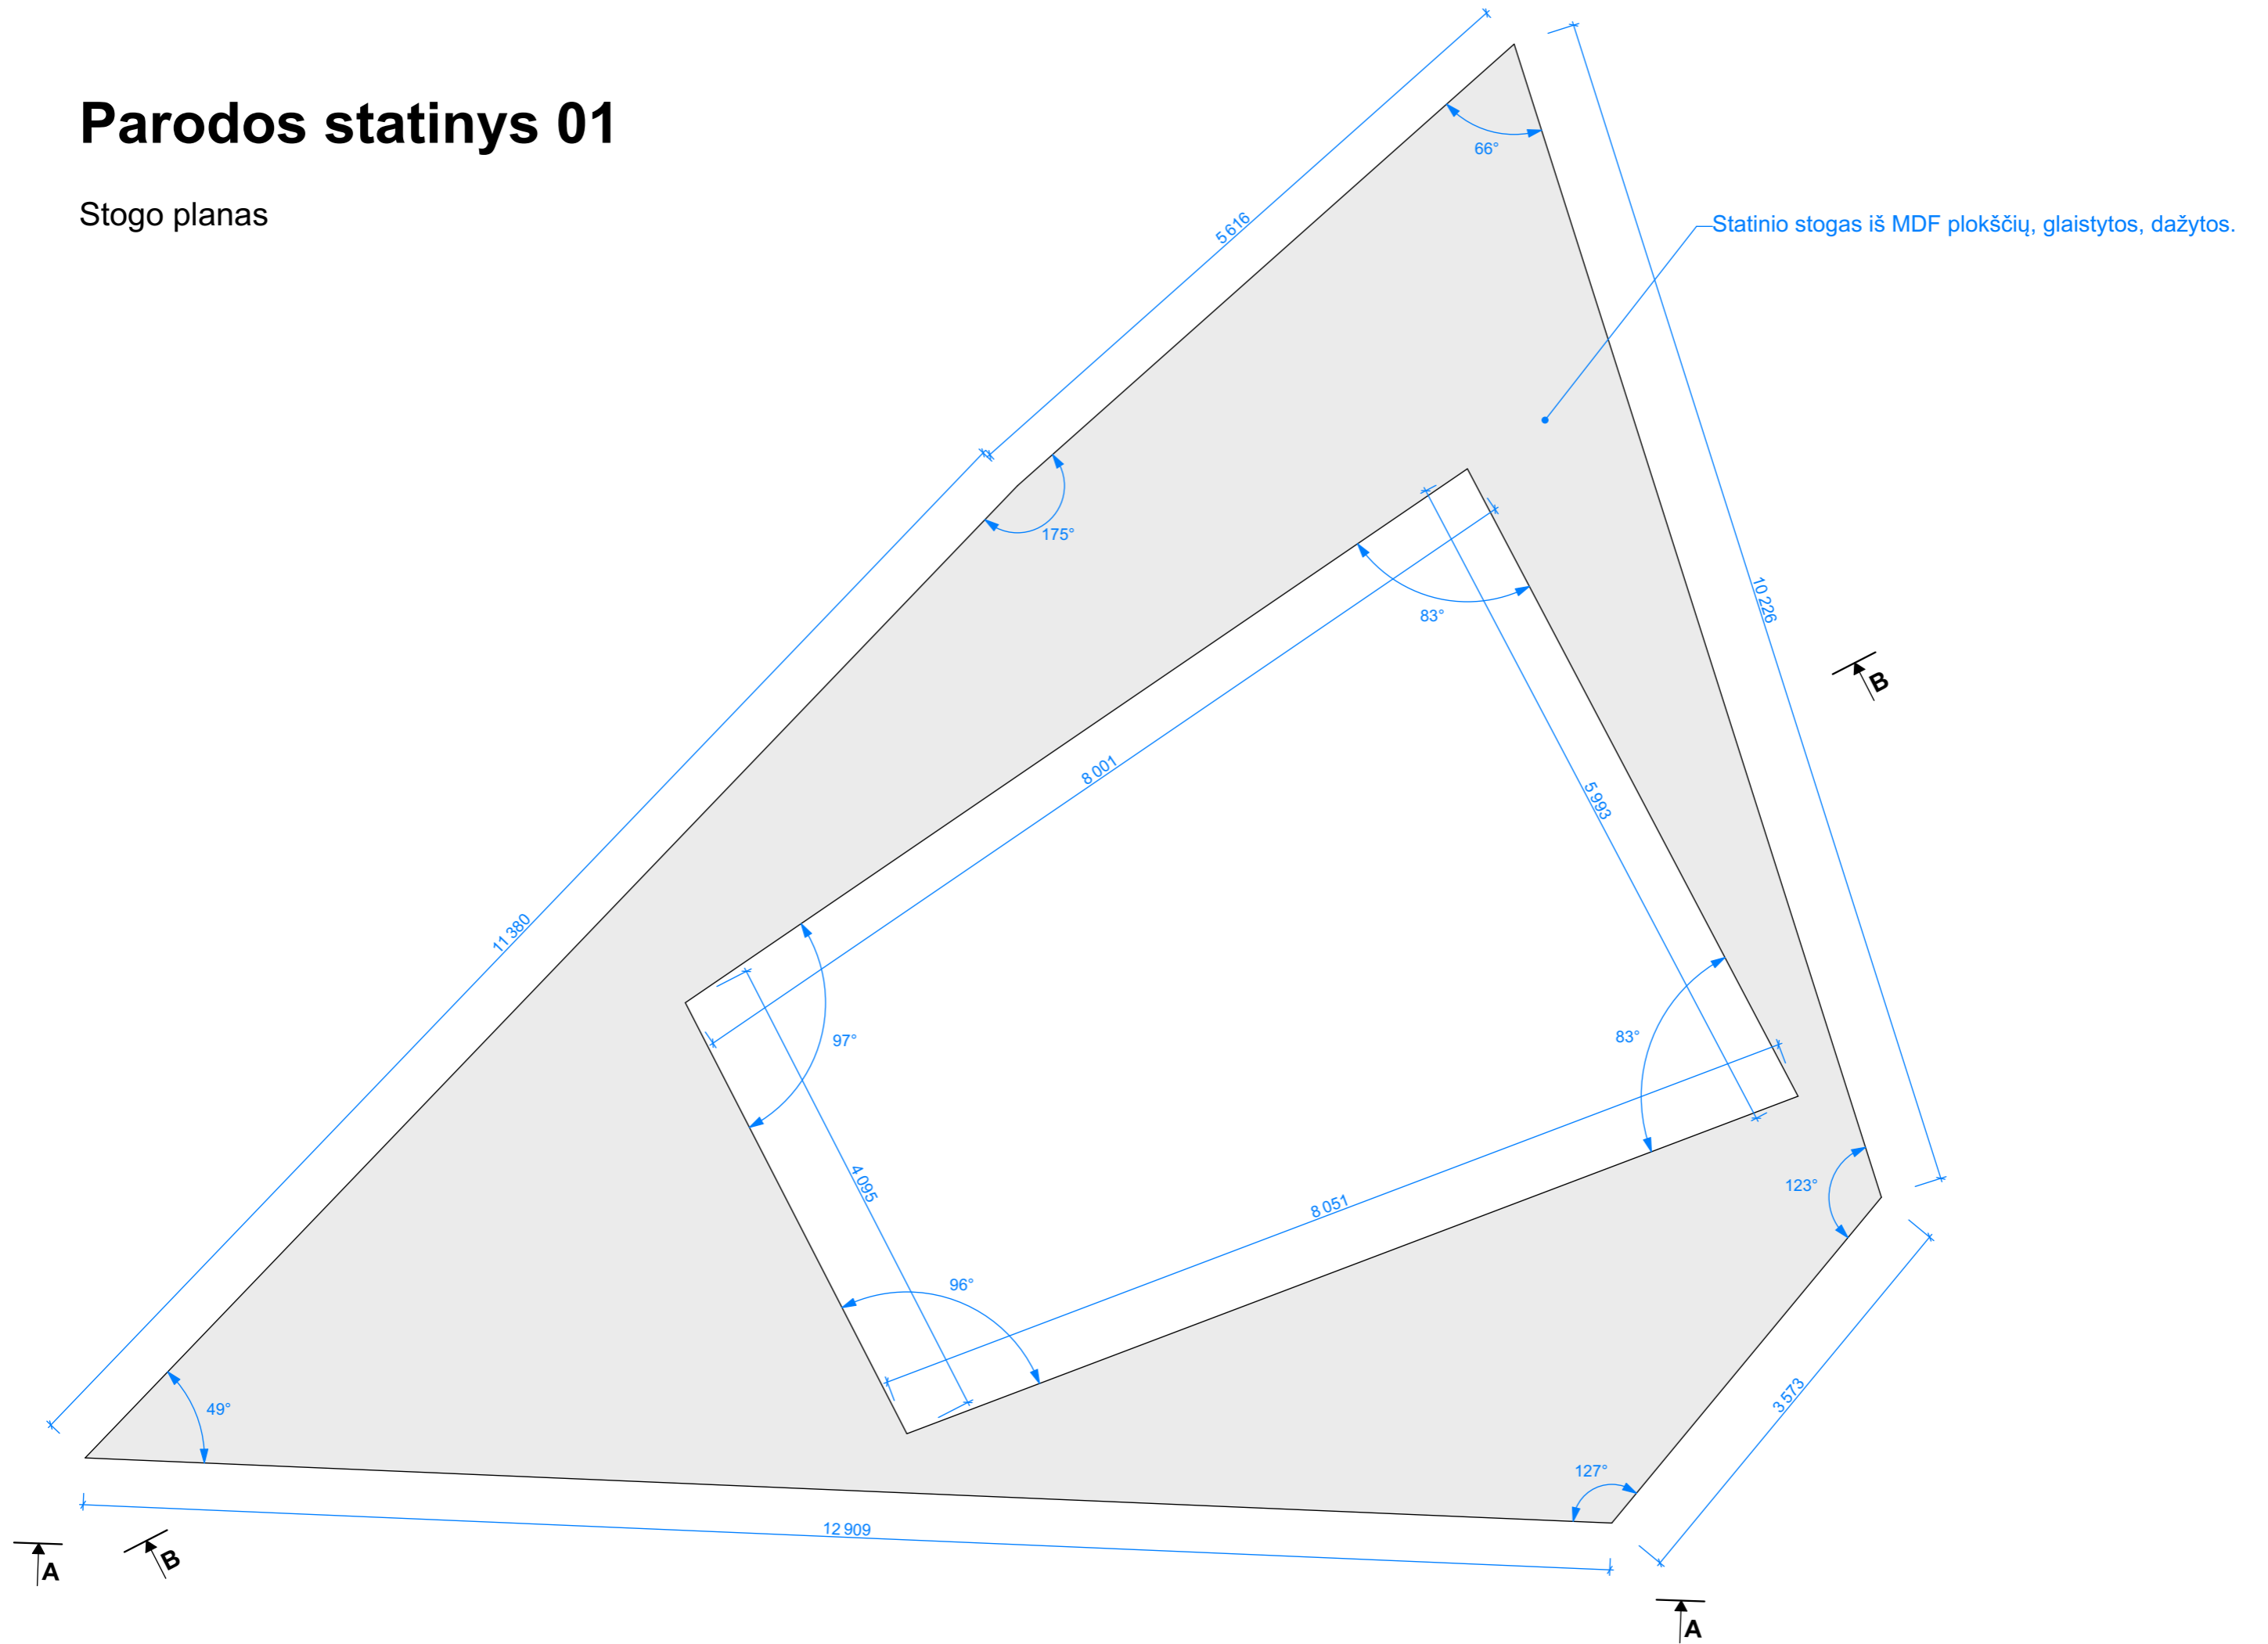 Parodos statinys 01
Stogo planas
66°
5 616
Statinio stogas iš MDF plokščių, glaistytos, dažytos.
175°
10 226
83°
B
8 001
5 993
11 380
97°
83°
4 095
123°
8 051
96°
3 573
49°
127°
12 909
B
A
A